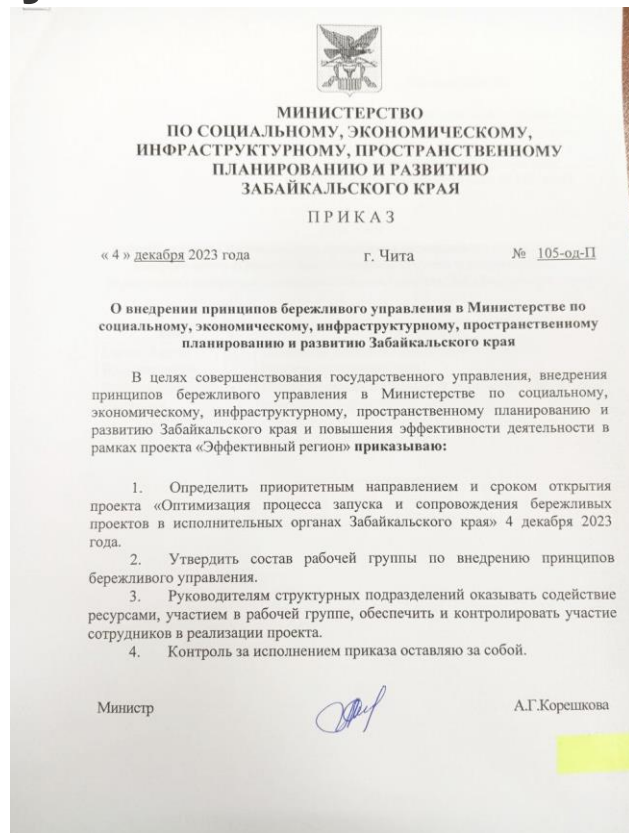 МИНИСТЕРСТВО
ПО СОЦИАЛЬНОМУ, ЭКОНОМИЧЕСКОМУ,
ИНФРАСТРУКТУРНОМУ, ПРОСТРАНСТВЕННОМУ
ПЛАНИРОВАНИЮ И РАЗВИТИЮ
ЗАБАЙКАЛЬСКОГО КРАЯ
ПРИКАЗ
« 4 » декабря 2023 года г. Чита № 105-од-П
О внедрении принципов бережливого управления в Министерстве по
социальному, экономическому, инфраструктурному, пространственному
планированию и развитию Забайкальского края
В целях совершенствования государственного управления, внедрения
принципов бережливого управления в Министерстве по социальному,
экономическому, инфраструктурному, пространственному планированию и
развитию Забайкальского края и повышения эффективности деятельности в
рамках проекта «Эффективный регион» приказываю:
1. Определить приоритетным направлением и сроком открытия
проекта «Оптимизация процесса запуска и сопровождения бережливых
проектов в исполнительных органах Забайкальского края» 4 декабря 2023
года.
2. Утвердить состав рабочей группы по внедрению принципов
бережливого управления.
3. Руководителям структурных подразделений оказывать содействие
ресурсами, участием в рабочей группе, обеспечить и контролировать участие
сотрудников в реализации проекта.
4. Контроль за исполнением приказа оставляю за собой.
Министр А.Г.Корешкова